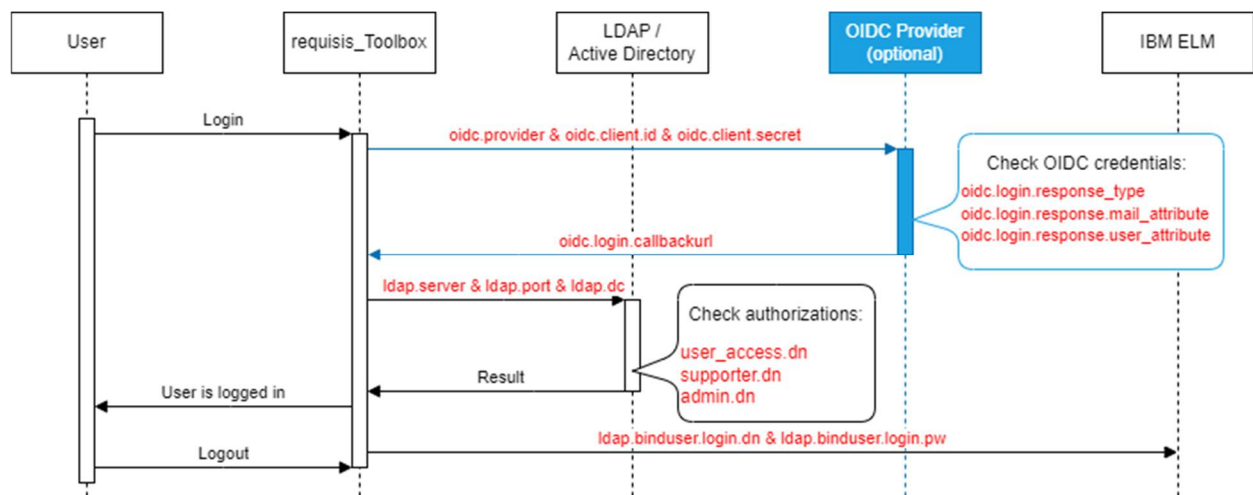 User
requisis_Toolbox
LDAP /
Active Directory
OIDC Provider
(optional)
IBM ELM
Login
oidc.provider & oidc.client.id & oidc.client.secret
Check OIDC credentials:
oidc.login.response_type
oidc.login.response.mail_attribute
oidc.login.response.user_attribute
oidc.login.callbackurl
ldap.server & ldap.port & ldap.dc
Check authorizations:
user_access.dn
supporter.dn
admin.dn
Result
User is logged in
ldap.binduser.login.dn & ldap.binduser.login.pw
Logout